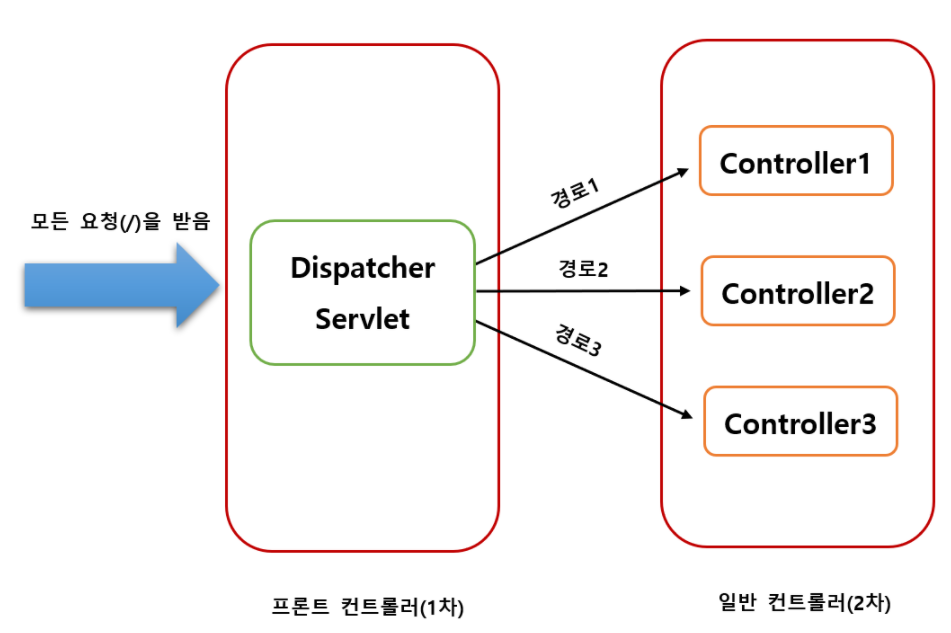 모든 요청(/)을 받음
Dispatcher
Servlet
경로1
경로2
경로3
Controller1
Controller2
Controller3
프론트 컨트롤러(1차)
일반 컨트롤러(2차)